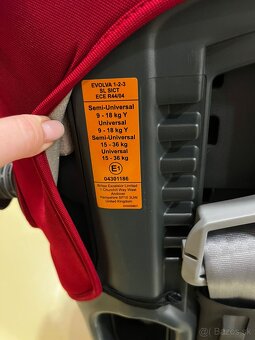 EVOLVA 1-2-3
SL SICT
ECE R44/04
Semi-Universal
9 - 18 kg Y
Universal
9 - 18 kg Y
Semi-Universal
15 - 36 kg
Universal
15 - 36 kg
E1
04301186
Britax Excelsior Limited
1 Churchill Way West
Andover
Hampshire SP10 3UW
United Kingdom
bazos.sk